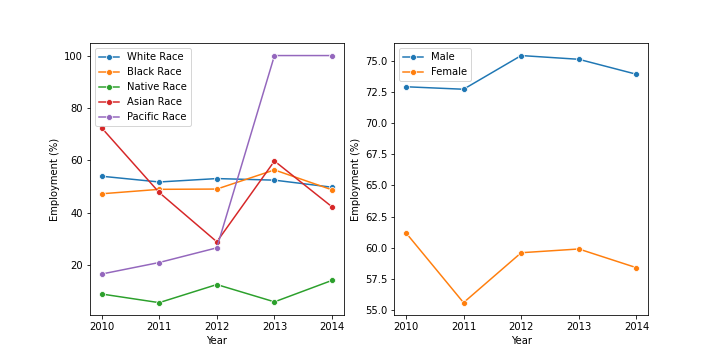 White Race
Black Race
Native Race
Asian Race
Pacific Race
100
80
60
40
20
Employment (%)
2010 2011 2012 2013 2014
Year
Male
Female
75.0
72.5
70.0
67.5
65.0
62.5
60.0
57.5
55.0
Employment (%)
2010 2011 2012 2013 2014
Year